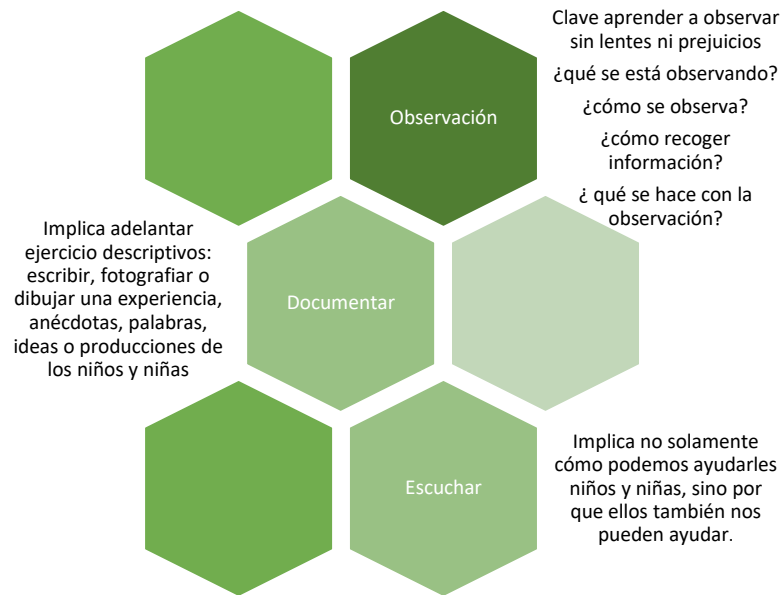 Observación
Clave aprender a observar
sin lentes ni prejuicios
¿qué se está observando?
¿cómo se observa?
¿cómo recoger
información?
¿ qué se hace con la
observación?
Implica adelantar
ejercicio descriptivos:
escribir, fotografiar o
dibujar una experiencia,
anécdotas, palabras,
ideas o producciones de
los niños y niñas
Documentar
Escuchar
Implica no solamente
cómo podemos ayudarles
niños y niñas, sino por
que ellos también nos
pueden ayudar.